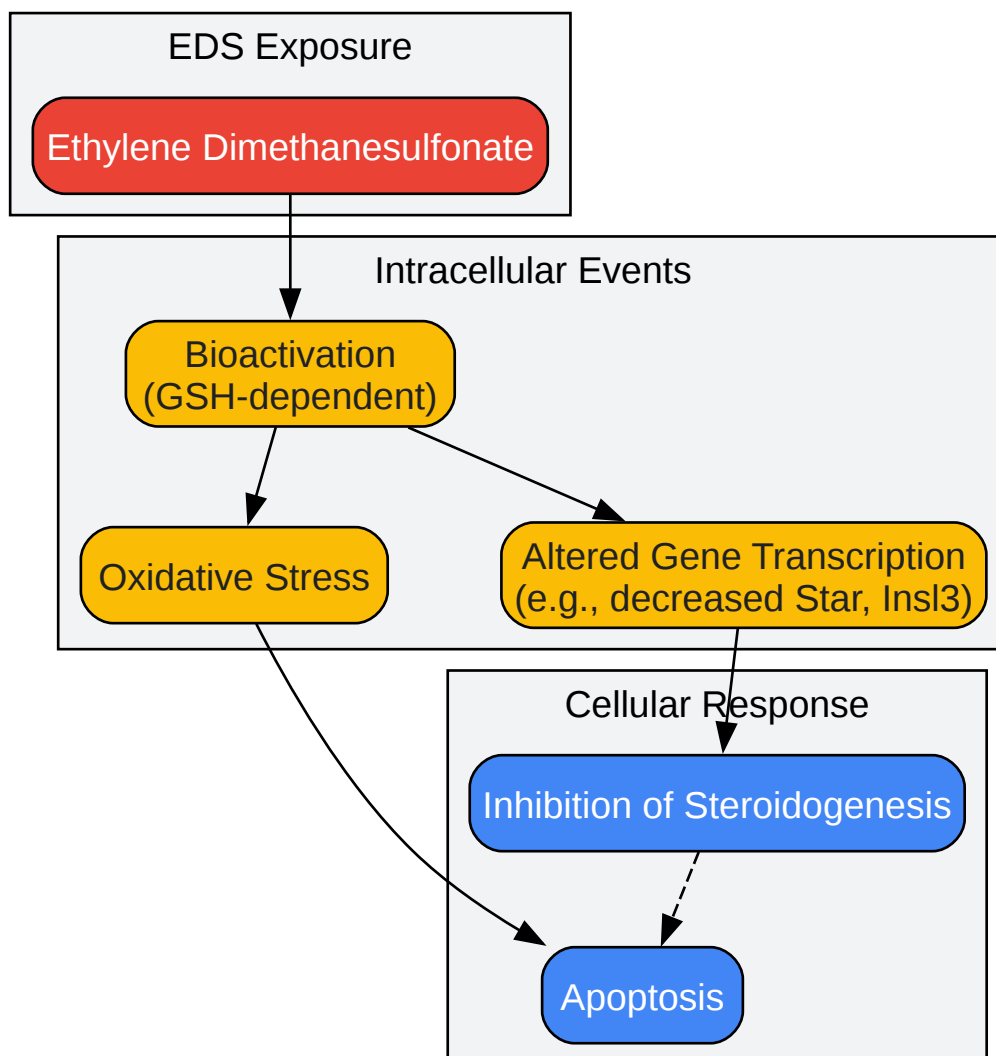 EDS Exposure
Ethylene Dimethanesulfonate
Intracellular Events
Bioactivation
(GSH-dependent)
Oxidative Stress
Altered Gene Transcription
(e.g., decreased Star, Insl3)
Cellular Response
Inhibition of Steroidogenesis
Apoptosis